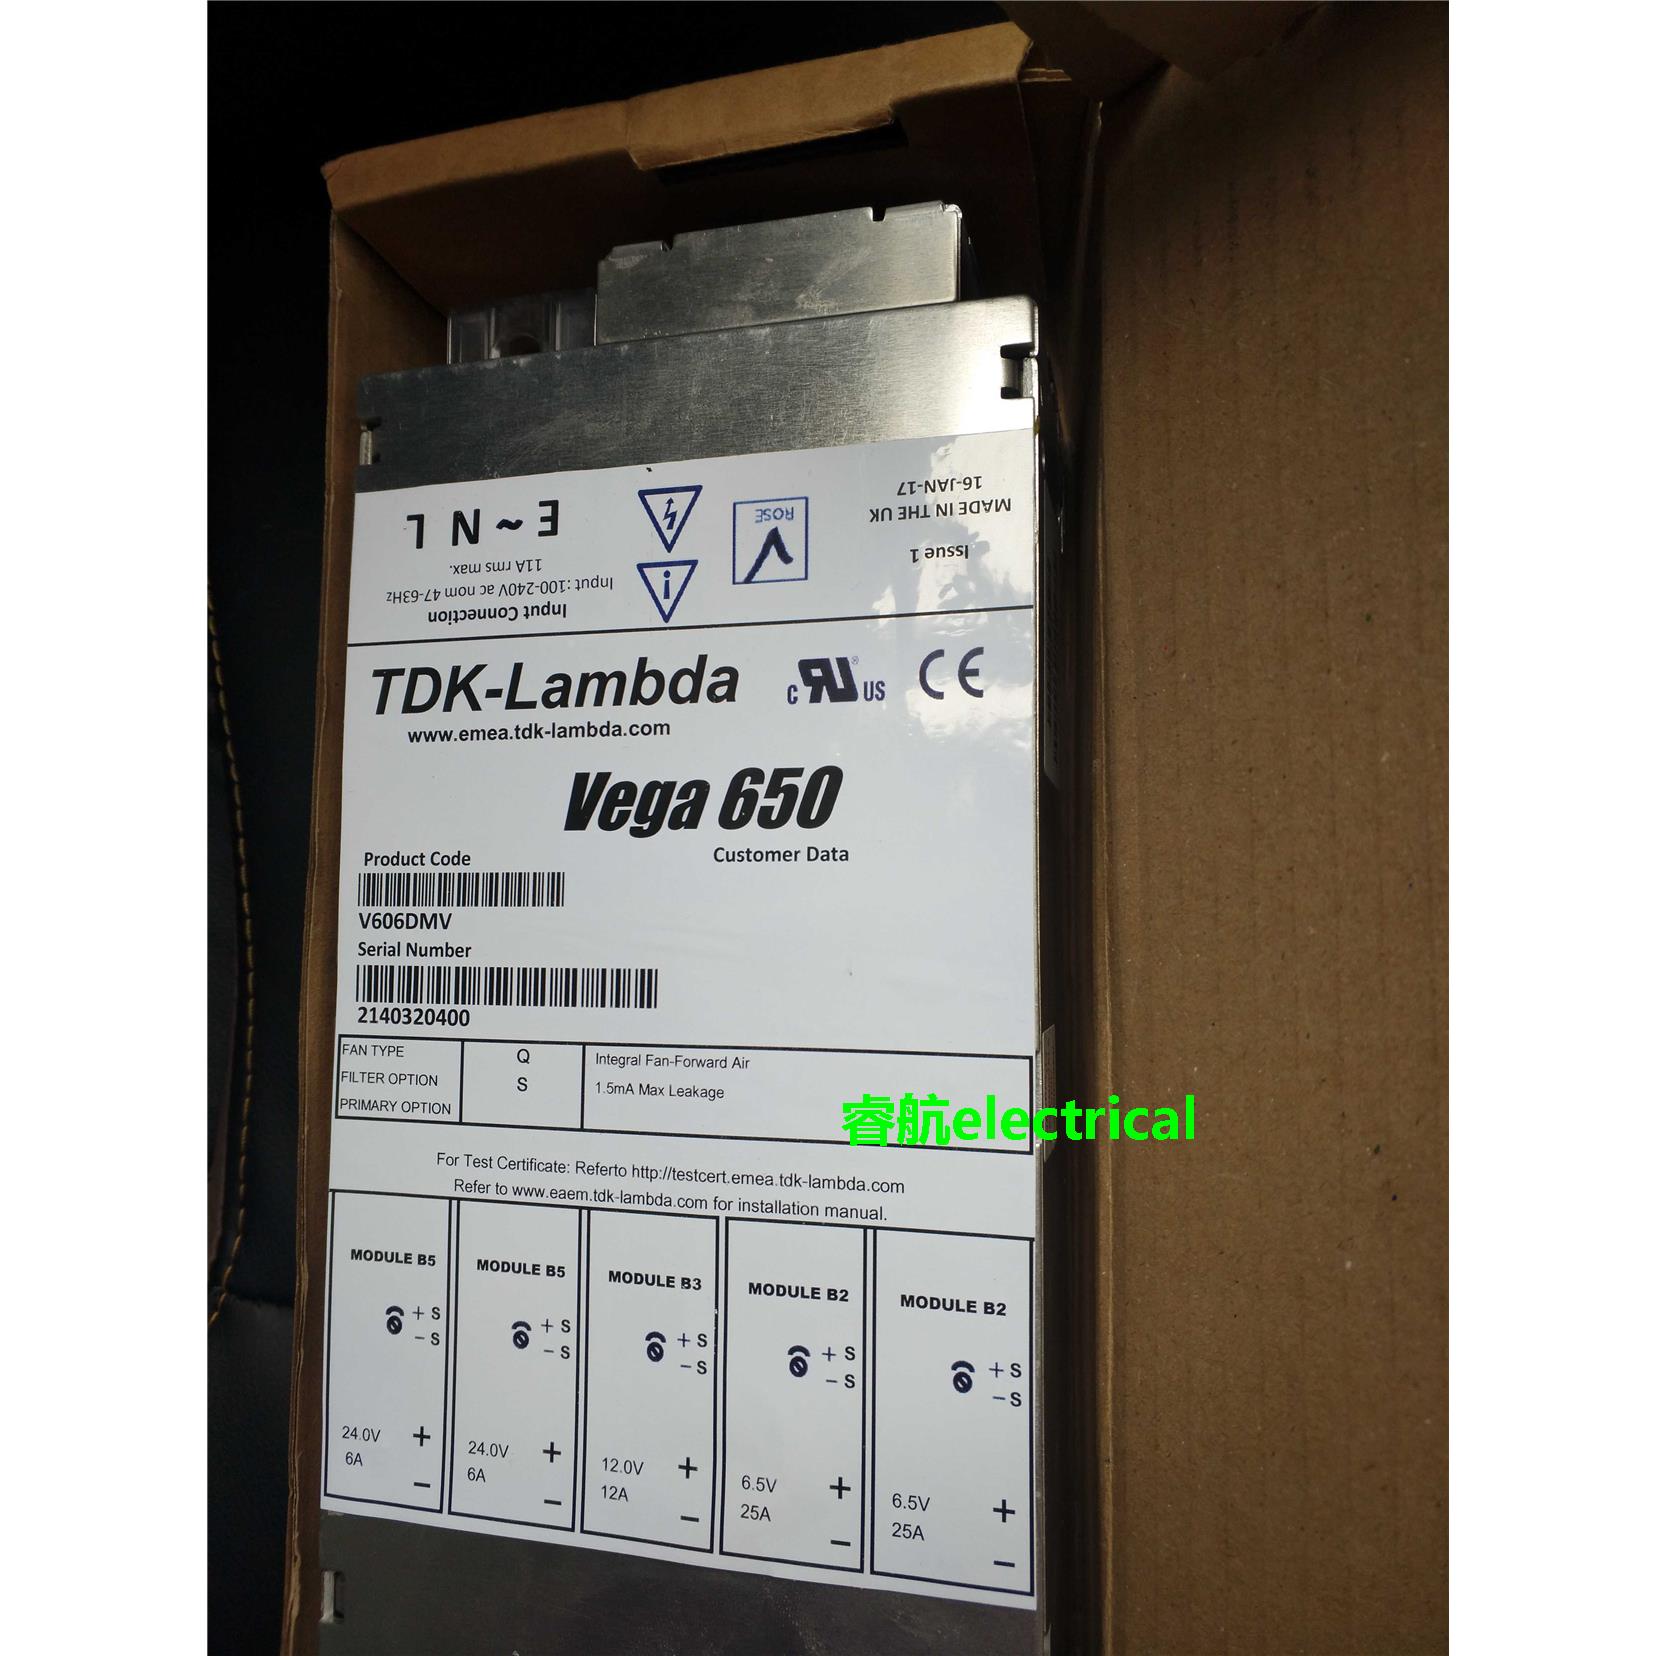 E ~ N L
11A rms max.
Input :100-240V ac nom 47-63Hz
Input Connection
ROSE
16-JAN-17
MADE IN THE UK
Issue 1
TDK-Lambda
www.emea.tdk-lambda.com
c RU ® US CE
Vega 650
Customer Data
Product Code
V606DMV
Serial Number
2140320400
FAN TYPE Q Integral Fan-Forward Air
FILTER OPTION S 1.5mA Max Leakage
PRIMARY OPTION
睿航electrical
For Test Certificate: Referto http://testcert.emea.tdk-lambda.com
Refer to www.eaem.tdk-lambda.com for installation manual.
MODULE B5
+ S
- S
24.0V +
6A -
MODULE B5
+ S
- S
24.0V +
6A -
MODULE B3
+ S
- S
12.0V +
12A -
MODULE B2
+ S
- S
6.5V +
25A -
MODULE B2
+ S
- S
6.5V +
25A -